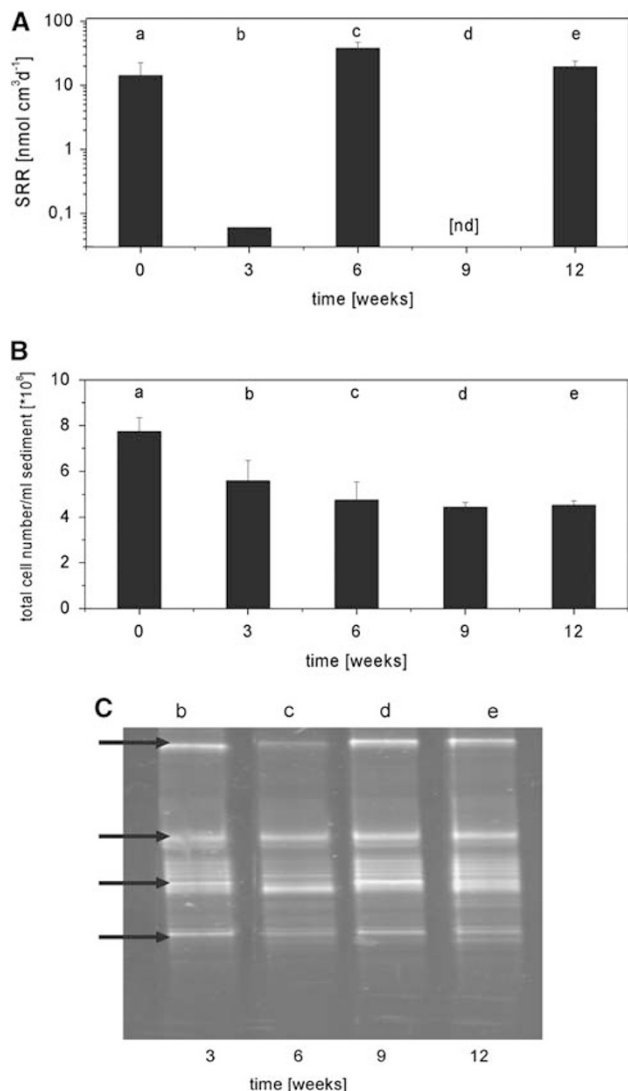 A
SRR [nmol cm³d⁻¹]
100
10
1
0,1
a b c d e
[nd]
0 3 6 9 12
time [weeks]
B
total cell number/ml sediment [*10⁶]
10
8
6
4
2
0
a b c d e
0 3 6 9 12
time [weeks]
C
b c d e
3 6 9 12
time [weeks]